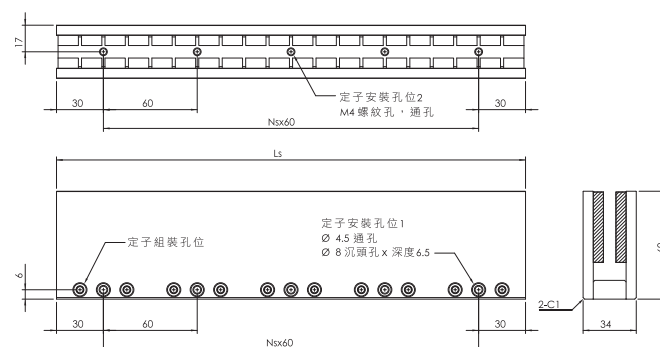 17
30
60
30
定子安裝孔位2
M4 螺紋孔，通孔
Nsx60
Ls
定子安裝孔位1
Ø 4.5 通孔
Ø 8 沉頭孔 x 深度6.5
定子組裝孔位
6
2-C1
30
60
30
34
Nsx60